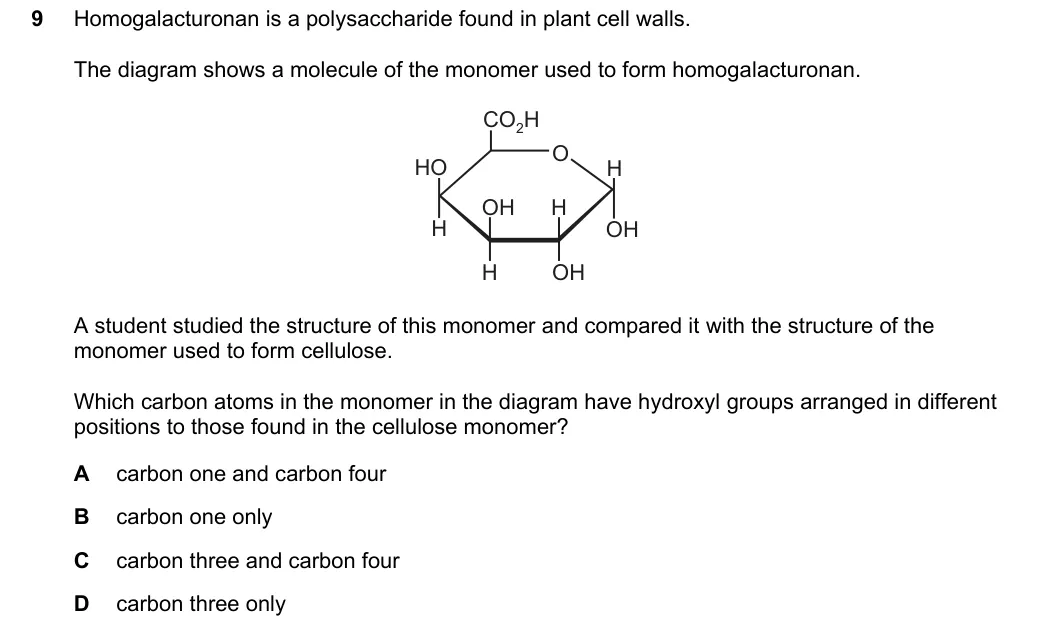 9 Homogalacturonan is a polysaccharide found in plant cell walls.
The diagram shows a molecule of the monomer used to form homogalacturonan.
CO₂H
O
HO H
OH H
H OH
H OH
A student studied the structure of this monomer and compared it with the structure of the
monomer used to form cellulose.
Which carbon atoms in the monomer in the diagram have hydroxyl groups arranged in different
positions to those found in the cellulose monomer?
A carbon one and carbon four
B carbon one only
C carbon three and carbon four
D carbon three only